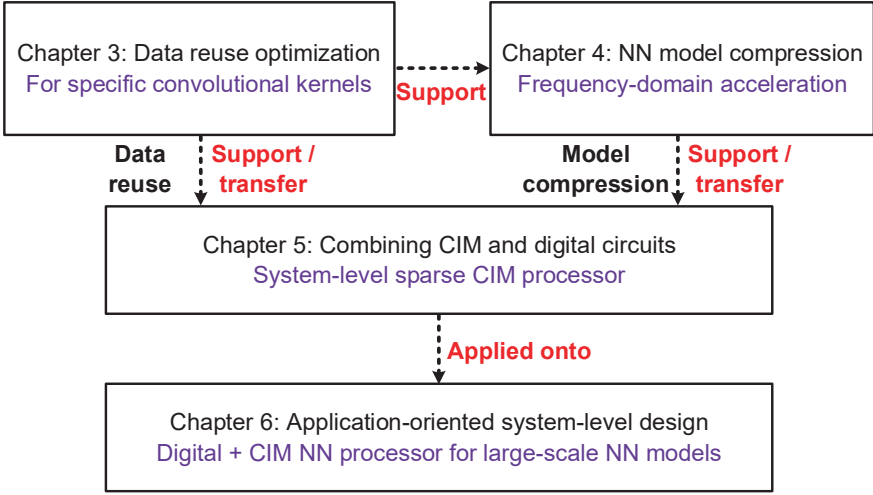 Chapter 3: Data reuse optimization
For specific convolutional kernels
Support
Chapter 4: NN model compression
Frequency-domain acceleration
Data
reuse
Support /
transfer
Model
compression
Support /
transfer
Chapter 5: Combining CIM and digital circuits
System-level sparse CIM processor
Applied onto
Chapter 6: Application-oriented system-level design
Digital + CIM NN processor for large-scale NN models